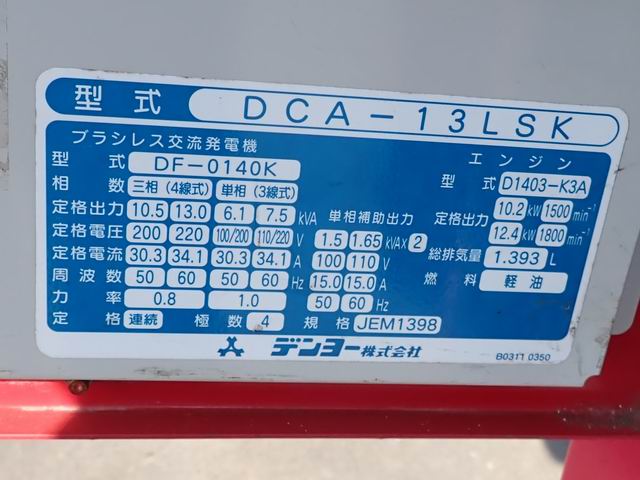 型式 DCA-13LSK
ブラシレス交流発電機 エンジン
型式 DF-0140K 型式 D1403-K3A
相数 三相(4線式) 単相(3線式)
定格出力 10.5 13.0 6.1 7.5 kVA 単相補助出力 定格出力 10.2 kW 1500 min⁻¹
定格電圧 200 220 100/200 110/220 V 1.5 1.65 kVA×2 12.4 kW 1800 min⁻¹
定格電流 30.3 34.1 30.3 34.1 A 100 110 V 総排気量 1.393 L
周波数 50 60 50 60 Hz 15.0 15.0 A 燃料 軽油
力率 0.8 1.0 50 60 Hz
定格 連続 極数 4 規格 JEM1398
デンヨー株式会社 B0311 0350